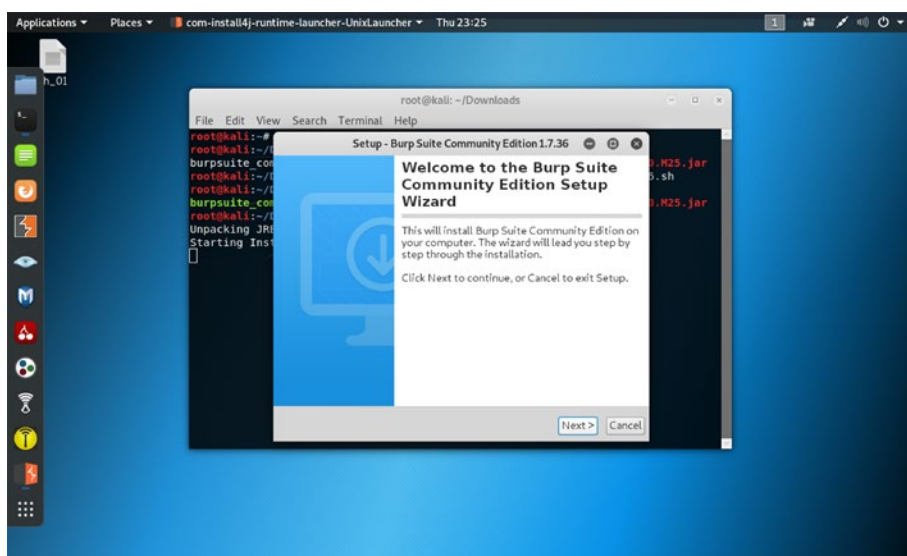 Applications Places com-install4j-runtime-launcher-UnixLauncher Thu 23:25 1
h_01
root@kali: ~/Downloads
File Edit View Search Terminal Help
root@kali:~#
root@kali:~/
burpsuite_com
.M25.jar
root@kali:~/
.sh
root@kali:~/
burpsuite_com
.M25.jar
root@kali:~/
Unpacking JRE
Starting Inst
Setup - Burp Suite Community Edition 1.7.36
Welcome to the Burp Suite
Community Edition Setup
Wizard
This will install Burp Suite Community Edition on
your computer. The wizard will lead you step by
step through the installation.
Click Next to continue, or Cancel to exit Setup.
Next > Cancel